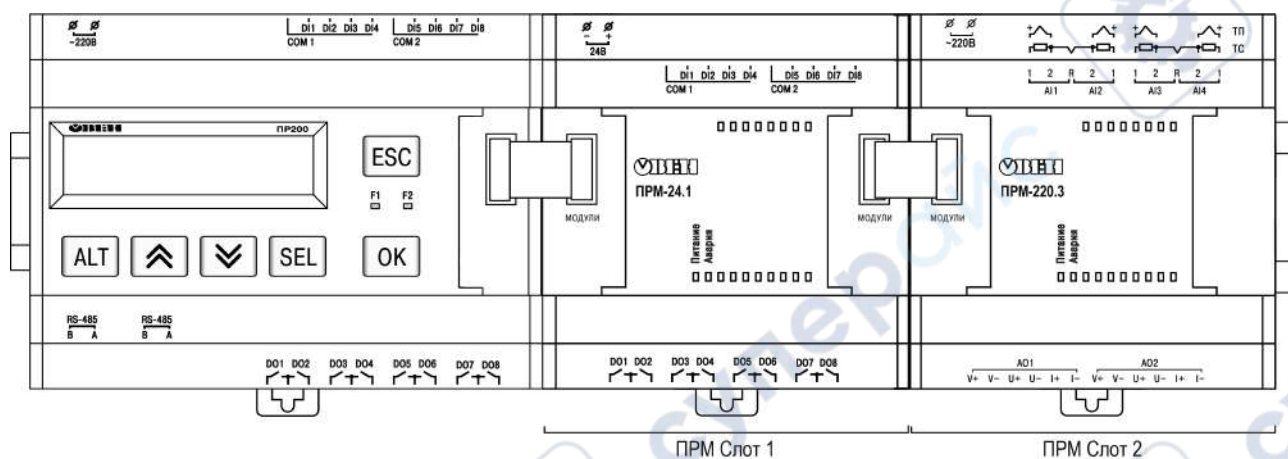 ~220В
DI1 DI2 DI3 DI4
COM 1
DI5 DI6 DI7 DI8
COM 2
ОВЕН
ПР200
ESC
F1 F2
ALT
SEL
OK
RS-485
B A
RS-485
B A
DO1 DO2 DO3 DO4 DO5 DO6 DO7 DO8
- +
24В
DI1 DI2 DI3 DI4
COM 1
DI5 DI6 DI7 DI8
COM 2
ОВЕН
ПРМ-24.1
МОДУЛИ
МОДУЛИ
Питание
Авария
DO1 DO2 DO3 DO4 DO5 DO6 DO7 DO8
ПРМ Слот 1
~220В
+ + + +
ТП
ТС
1 2 R 2 1 1 2 R 2 1
AI1 AI2 AI3 AI4
ОВЕН
ПРМ-220.3
МОДУЛИ
Питание
Авария
AO1 AO2
V+ V- U+ U- I+ I- V+ V- U+ U- I+ I-
ПРМ Слот 2
суперайс